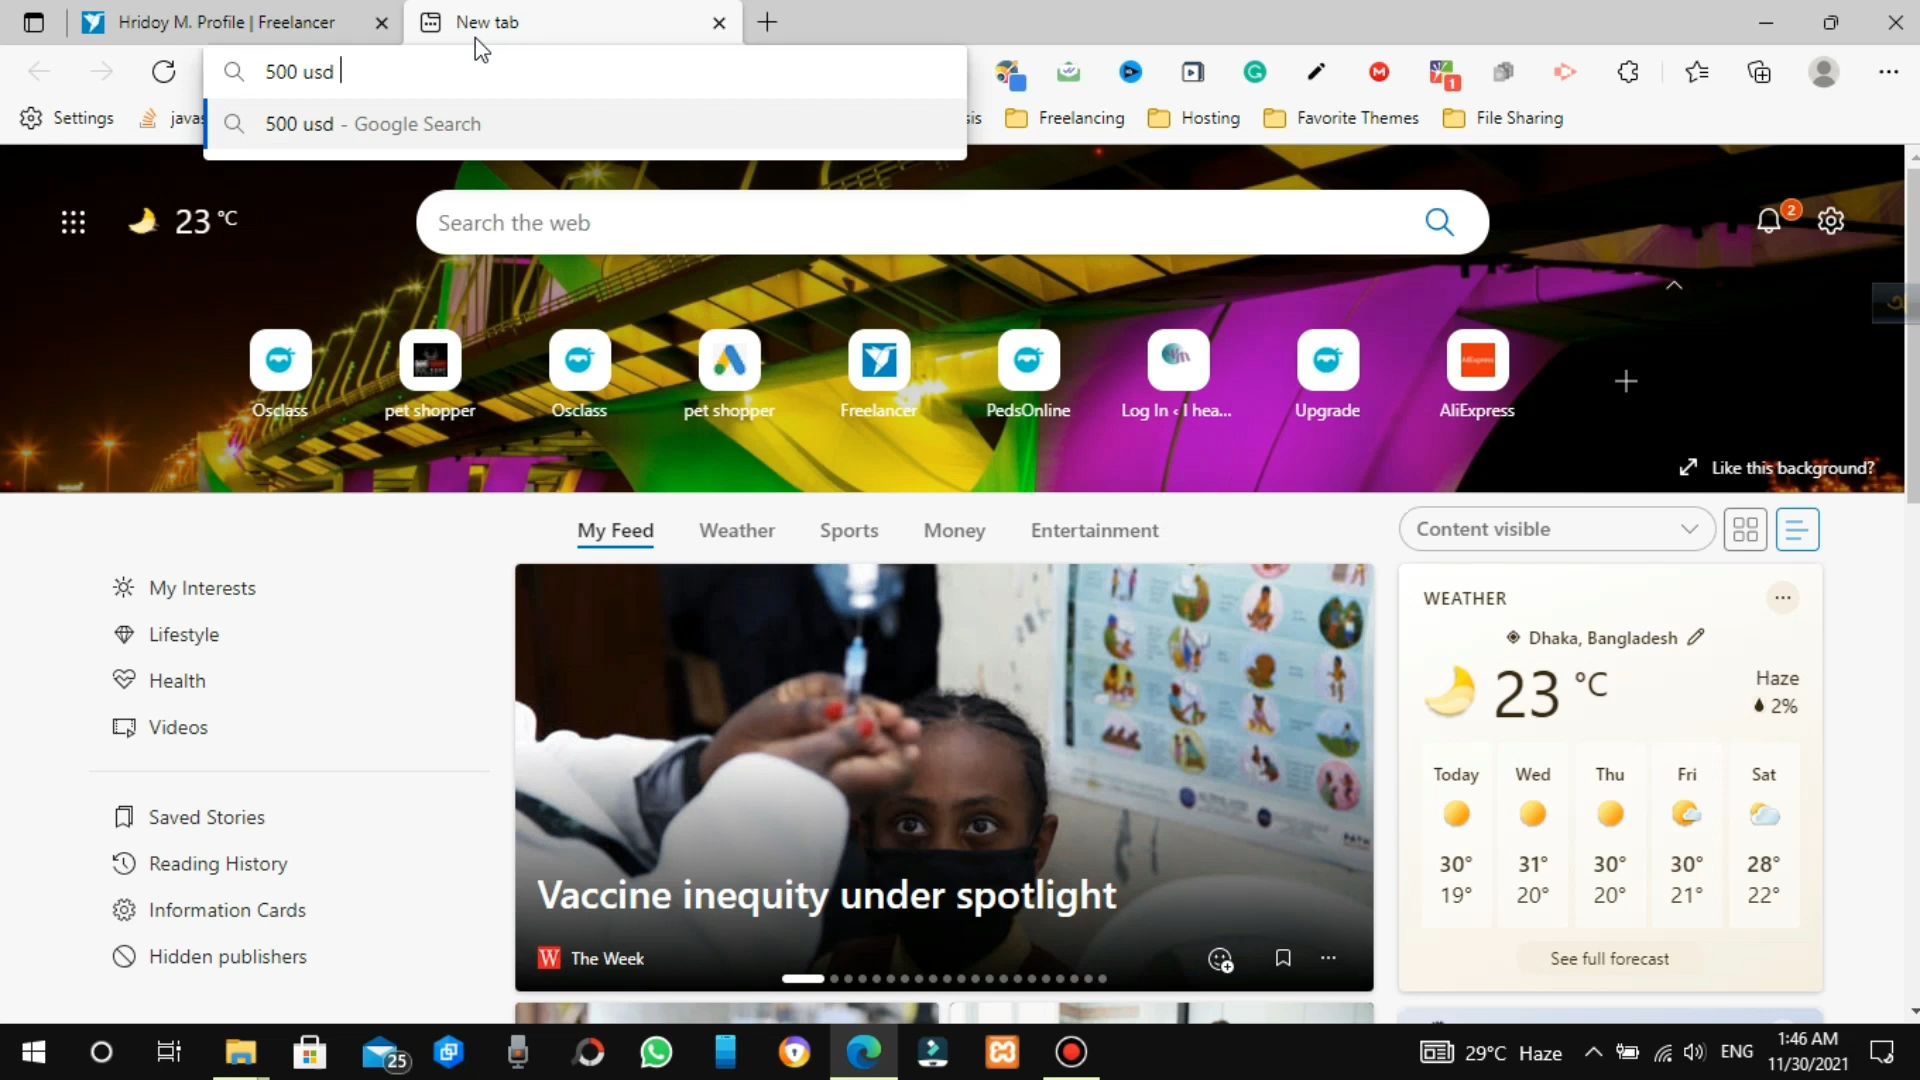 Hridoy M. Profile | Freelancer
New tab
500 usd
500 usd - Google Search
Settings
javas
sis
Freelancing
Hosting
Favorite Themes
File Sharing
1
23 °C
Search the web
2
Osclass
pet shopper
Osclass
pet shopper
Freelancer
PedsOnline
Log In ‹ I hea...
Upgrade
AliExpress
Like this background?
My Feed
Weather
Sports
Money
Entertainment
Content visible
My Interests
Lifestyle
Health
Videos
Saved Stories
Reading History
Information Cards
Hidden publishers
Vaccine inequity under spotlight
W The Week
WEATHER
Dhaka, Bangladesh
23 °C
Haze
2%
Today Wed Thu Fri Sat
30° 31° 30° 30° 28°
19° 20° 20° 21° 22°
See full forecast
25
29°C Haze
ENG
1:46 AM
11/30/2021